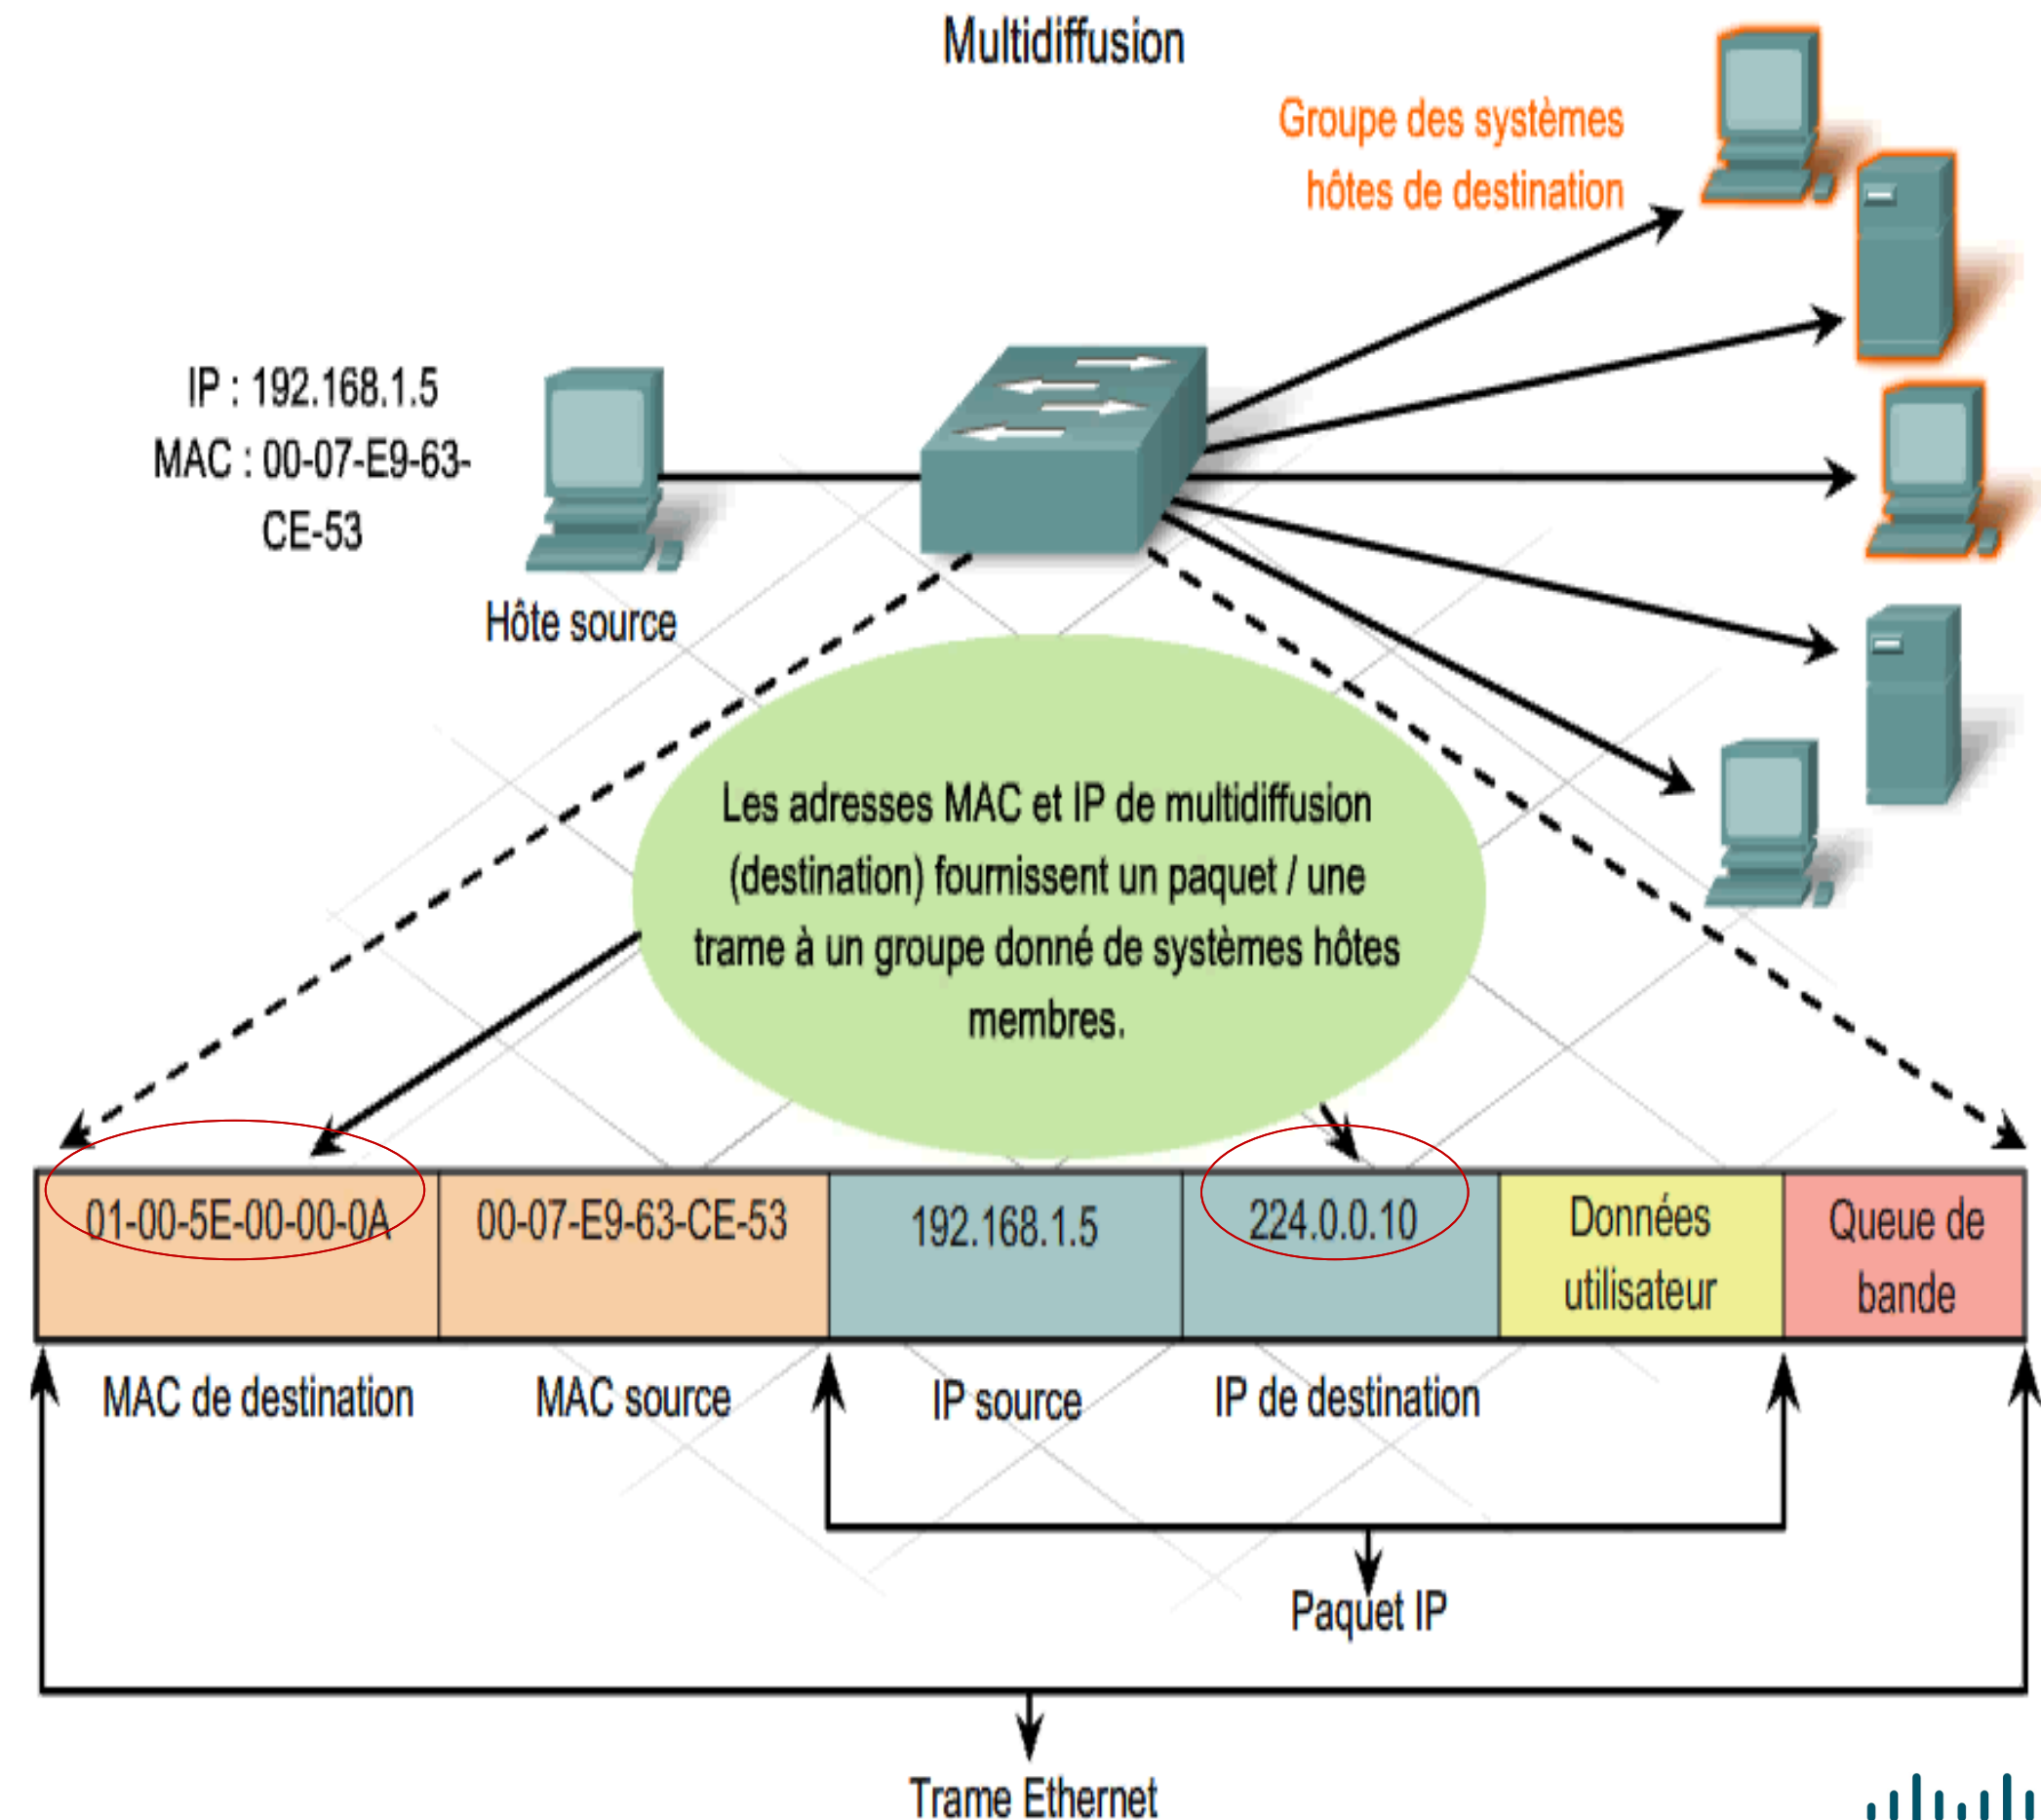 Multidiffusion
Groupe des systèmes
hôtes de destination
IP : 192.168.1.5
MAC : 00-07-E9-63-
CE-53
Hôte source
Les adresses MAC et IP de multidiffusion
(destination) fournissent un paquet / une
trame à un groupe donné de systèmes hôtes
membres.
01-00-5E-00-00-0A
00-07-E9-63-CE-53
192.168.1.5
224.0.0.10
Données
utilisateur
Queue de
bande
MAC de destination
MAC source
IP source
IP de destination
Paquet IP
Trame Ethernet